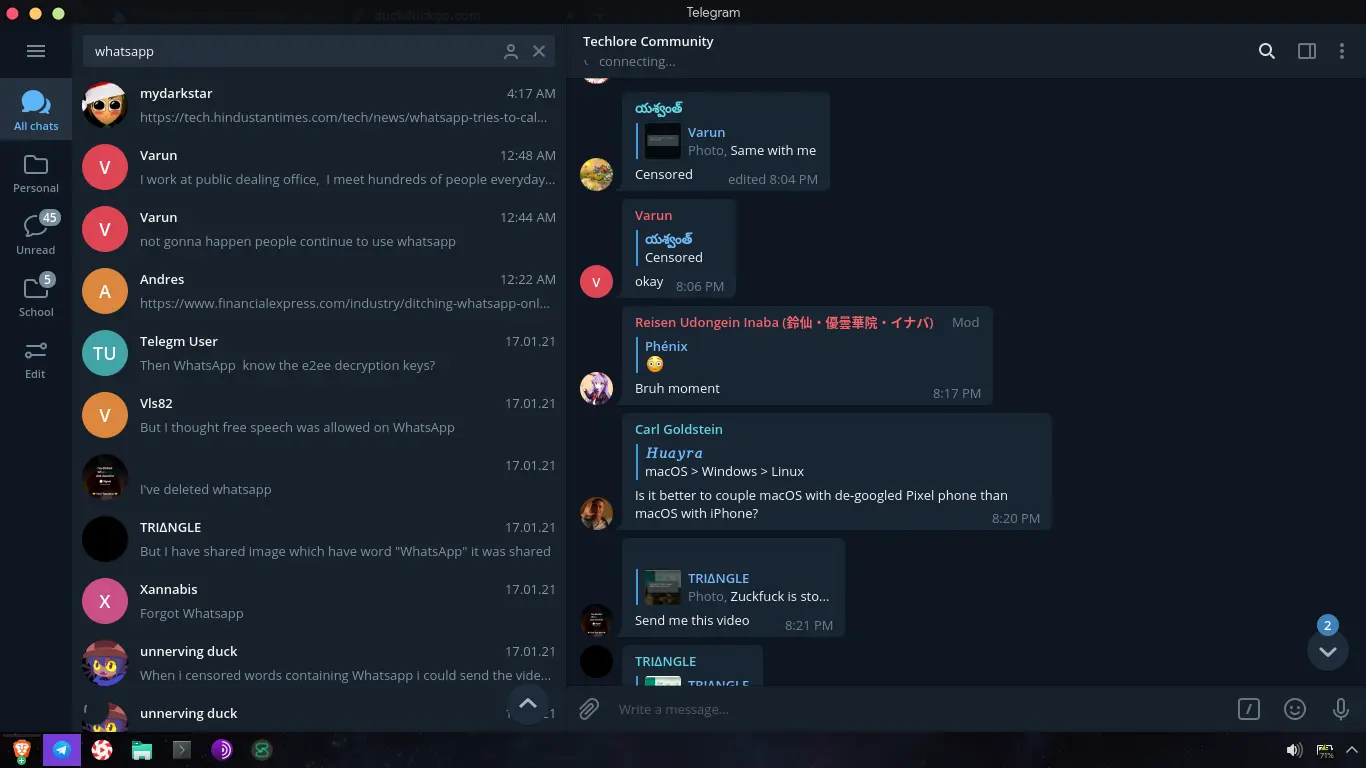 Telegram
whatsapp
All chats
Personal
45
Unread
5
School
Edit
mydarkstar 4:17 AM
https://tech.hindustantimes.com/tech/news/whatsapp-tries-to-cal...
V
Varun 12:48 AM
I work at public dealing office, I meet hundreds of people everyday...
V
Varun 12:44 AM
not gonna happen people continue to use whatsapp
A
Andres 12:22 AM
https://www.financialexpress.com/industry/ditching-whatsapp-onl...
TU
Telegm User 17.01.21
Then WhatsApp know the e2ee decryption keys?
V
Vls82 17.01.21
But I thought free speech was allowed on WhatsApp
17.01.21
I've deleted whatsapp
TRIΔNGLE 17.01.21
But I have shared image which have word "WhatsApp" it was shared
X
Xannabis 17.01.21
Forgot Whatsapp
unnerving duck 17.01.21
When i censored words containing Whatsapp i could send the vide...
unnerving duck
Techlore Community
connecting...
యశ్వంత్
Varun
Photo, Same with me
Censored edited 8:04 PM
Varun
యశ్వంత్
Censored
V
okay 8:06 PM
Reisen Udongein Inaba (鈴仙・優曇華院・イナバ) Mod
Phénix
😳
Bruh moment 8:17 PM
Carl Goldstein
Huayra
macOS > Windows > Linux
Is it better to couple macOS with de-googled Pixel phone than
macOS with iPhone? 8:20 PM
TRIΔNGLE
Photo, Zuckfuck is sto...
Send me this video 8:21 PM
2
TRIΔNGLE
TRIANGLE
Write a message...
71%